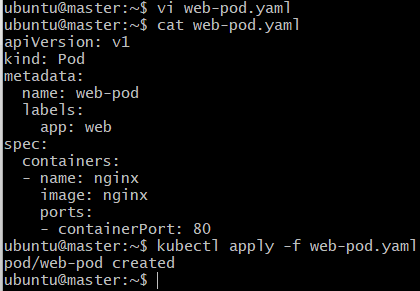 ubuntu@master:~$ vi web-pod.yaml
ubuntu@master:~$ cat web-pod.yaml
apiVersion: v1
kind: Pod
metadata:
  name: web-pod
  labels:
    app: web
spec:
  containers:
  - name: nginx
    image: nginx
    ports:
    - containerPort: 80
ubuntu@master:~$ kubectl apply -f web-pod.yaml
pod/web-pod created
ubuntu@master:~$